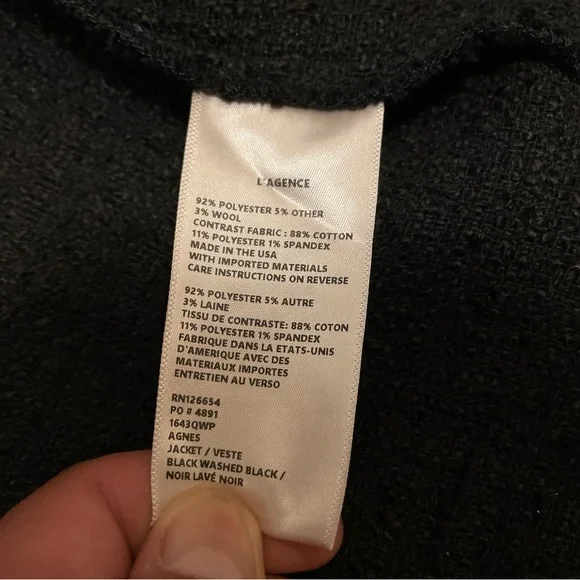 L'AGENCE
92% POLYESTER 5% OTHER
3% WOOL
CONTRAST FABRIC : 88% COTTON
11% POLYESTER 1% SPANDEX
MADE IN THE USA
WITH IMPORTED MATERIALS
CARE INSTRUCTIONS ON REVERSE
92% POLYESTER 5% AUTRE
3% LAINE
TISSU DE CONTRASTE: 88% COTON
11% POLYESTER 1% SPANDEX
FABRIQUE DANS LA ETATS-UNIS
D'AMERIQUE AVEC DES
MATERIAUX IMPORTES
ENTRETIEN AU VERSO
RN126654
PO # 4891
1643QWP
AGNES
JACKET / VESTE
BLACK WASHED BLACK /
NOIR LAVÉ NOIR